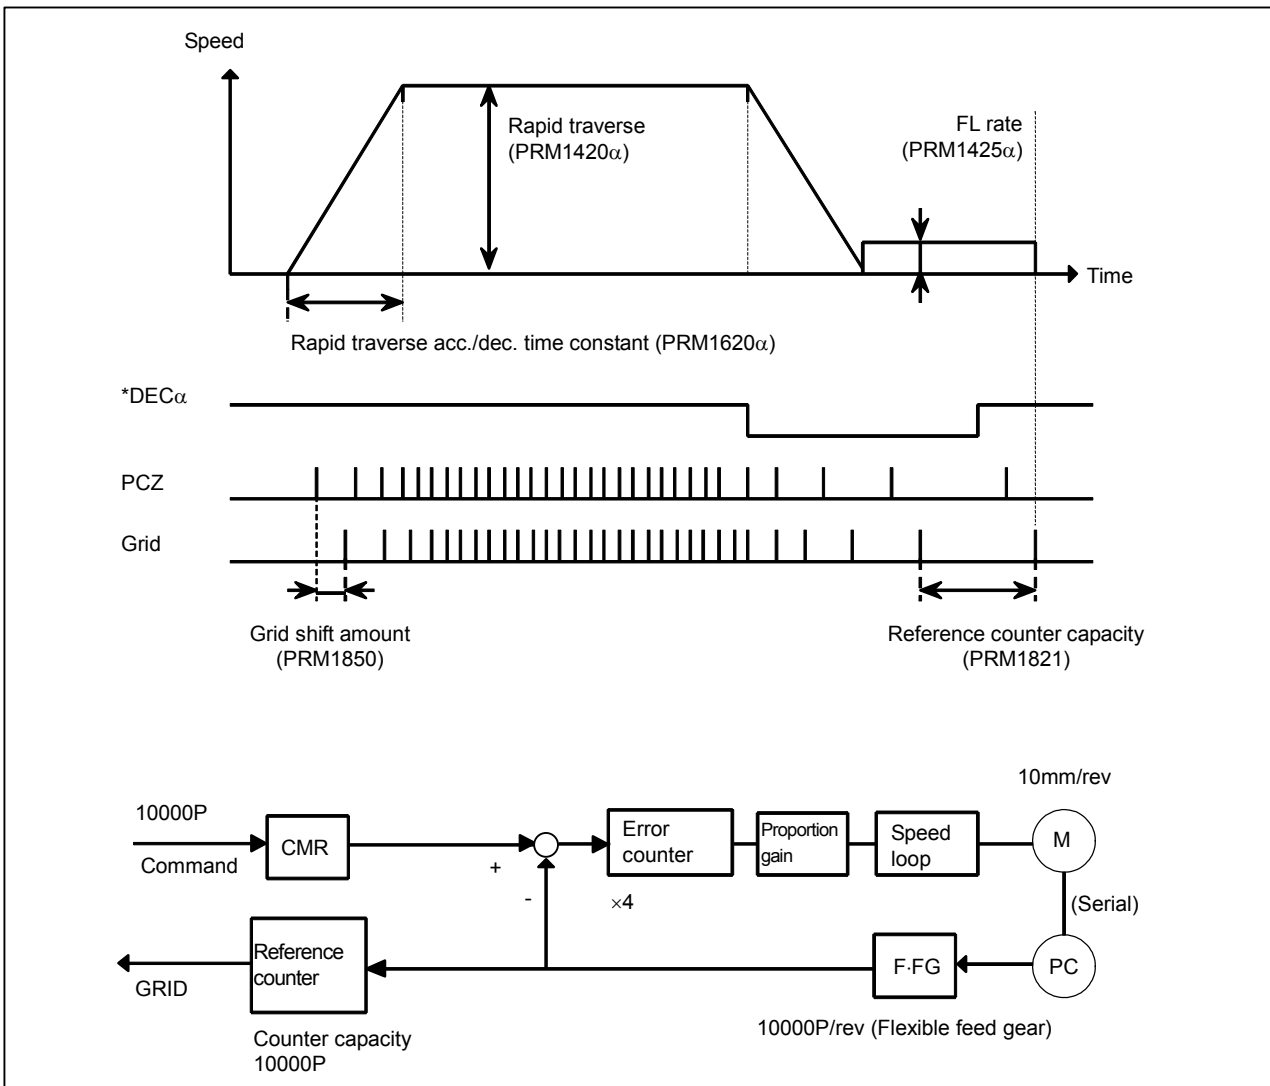 Speed
Rapid traverse
(PRM1420α)
FL rate
(PRM1425α)
Time
Rapid traverse acc./dec. time constant (PRM1620α)
*DECα
PCZ
Grid
Grid shift amount
(PRM1850)
Reference counter capacity
(PRM1821)
10mm/rev
10000P
Command
CMR
+
-
Error
counter
×4
Proportion
gain
Speed
loop
M
(Serial)
Reference
counter
GRID
F·FG
PC
10000P/rev (Flexible feed gear)
Counter capacity
10000P